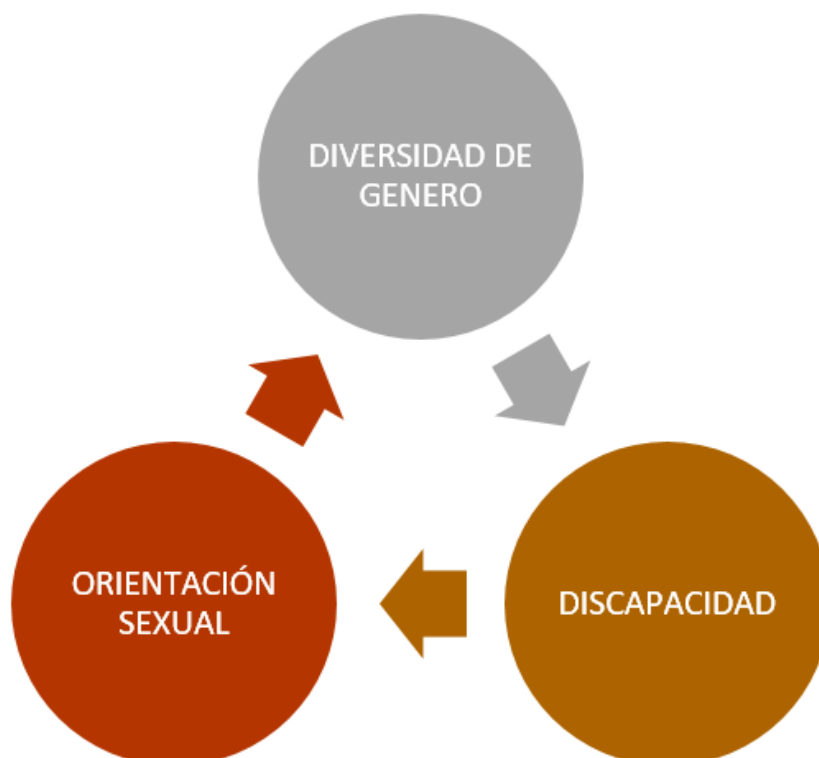 DIVERSIDAD DE
GENERO
ORIENTACIÓN
SEXUAL
DISCAPACIDAD